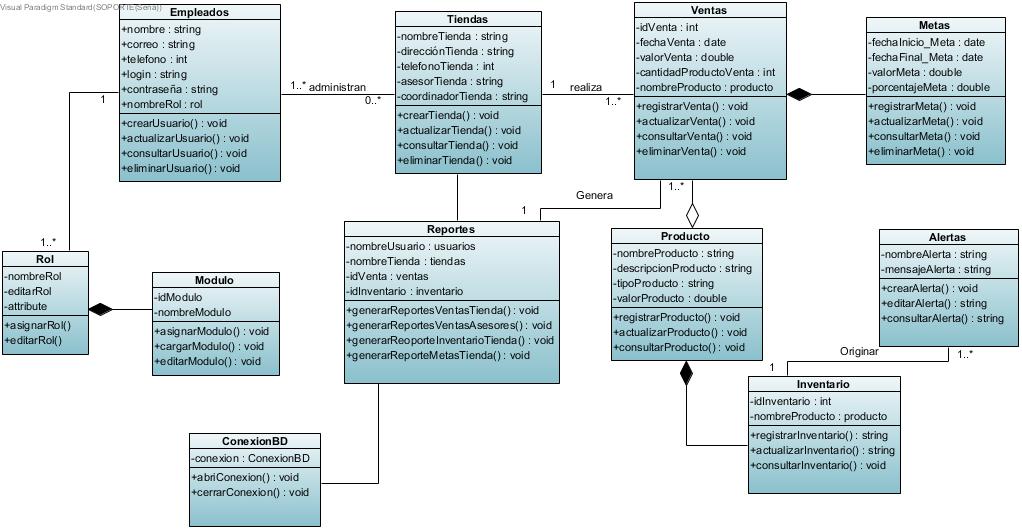 Visual Paradigm Standard(SOPORTE(Sena))
Empleados
+nombre : string
+correo : string
+telefono : int
+login : string
+contraseña : string
+nombreRol : rol
+crearUsuario() : void
+actualizarUsuario() : void
+consultarUsuario() : void
+eliminarUsuario() : void
1..* administran
0..*
Tiendas
-nombreTienda : string
-direcciónTienda : string
-telefonoTienda : int
-asesorTienda : string
-coordinadorTienda : string
+crearTienda() : void
+actualizarTienda() : void
+consultarTienda() : void
+eliminarTienda() : void
1 realiza
1..*
Ventas
-idVenta : int
-fechaVenta : date
-valorVenta : double
-cantidadProductoVenta : int
-nombreProducto : producto
+registrarVenta() : void
+actualizarVenta() : void
+consultarVenta() : void
+eliminarVenta() : void
Metas
-fechaInicio_Meta : date
-fechaFinal_Meta : date
-valorMeta : double
-porcentajeMeta : double
+registrarMeta() : void
+actualizarMeta() : void
+consultarMeta() : void
+eliminarMeta() : void
1
1..*
Genera
1
1..*
Rol
-nombreRol
-editarRol
-attribute
+asignarRol()
+editarRol()
Modulo
-idModulo
-nombreModulo
+asignarModulo() : void
+cargarModulo() : void
+editarModulo() : void
Reportes
-nombreUsuario : usuarios
-nombreTienda : tiendas
-idVenta : ventas
-idInventario : inventario
+generarReportesVentasTienda() : void
+generarReportesVentasAsesores() : void
+generarReoporteInventarioTienda() : void
+generarReporteMetasTienda() : void
Producto
-nombreProducto : string
-descripcionProducto : string
-tipoProducto : string
-valorProducto : double
+registrarProducto() : void
+actualizarProducto() : void
+consultarProducto() : void
Alertas
-nombreAlerta : string
-mensajeAlerta : string
+crearAlerta() : void
+editarAlerta() : string
+consultarAlerta() : string
Originar
1..*
1
Inventario
-idInventario : int
-nombreProducto : producto
+registrarInventario() : string
+actualizarInventario() : string
+consultarInventario() : void
ConexionBD
-conexion : ConexionBD
+abriConexion() : void
+cerrarConexion() : void